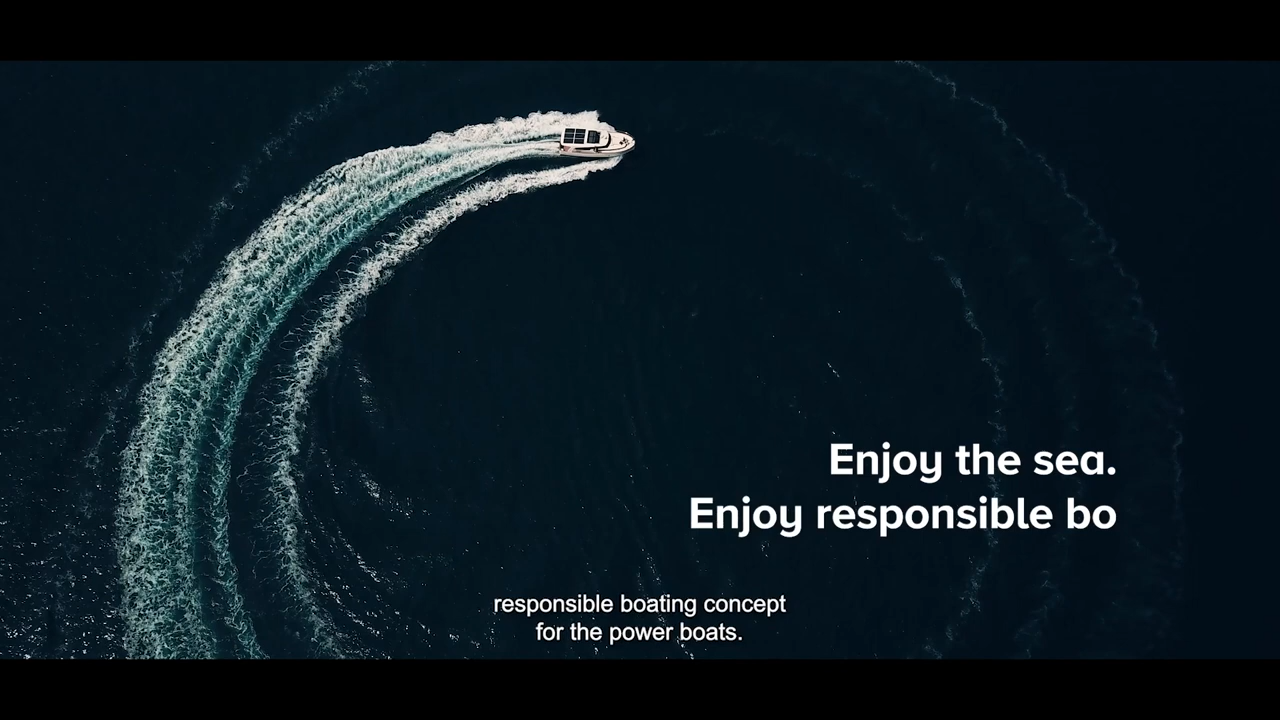 Enjoy the sea.
Enjoy responsible bo
responsible boating concept
for the power boats.